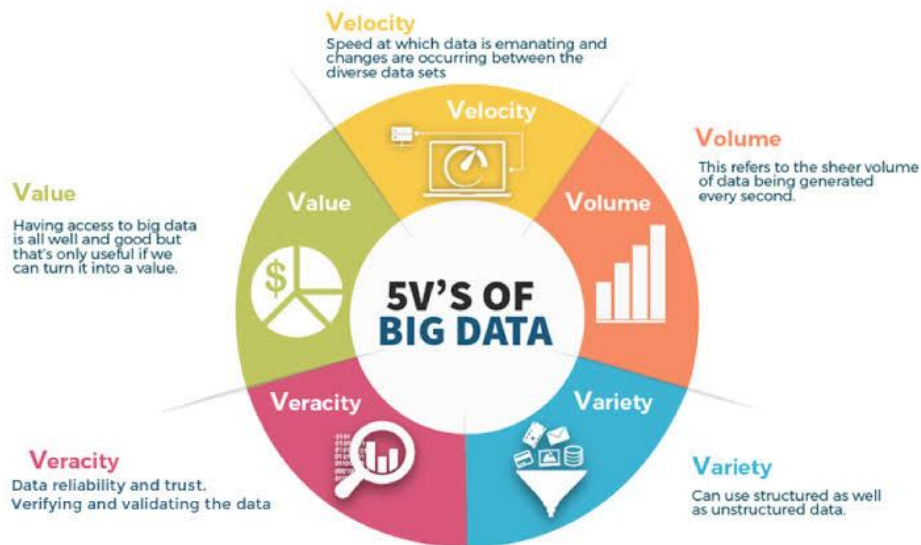 Velocity
Speed at which data is emanating and
changes are occurring between the
diverse data sets
Velocity
Volume
This refers to the sheer volume
of data being generated
every second.
Value
Having access to big data
is all well and good but
that's only useful if we
can turn it into a value.
Value
Volume
$
5V'S OF
BIG DATA
Veracity
Variety
Veracity
Data reliability and trust.
Verifying and validating the data
Variety
Can use structured as well
as unstructured data.